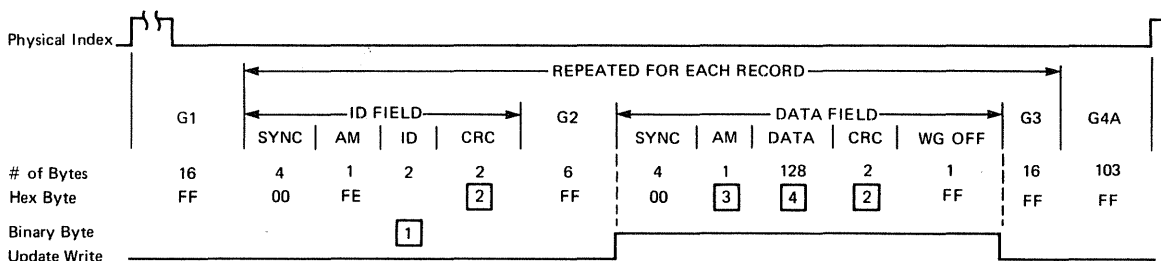 Physical Index
REPEATED FOR EACH RECORD
G1 ID FIELD G2 DATA FIELD G3 G4A
SYNC AM ID CRC SYNC AM DATA CRC WG OFF
# of Bytes 16 4 1 2 2 6 4 1 128 2 1 16 103
Hex Byte FF 00 FE 2 FF 00 3 4 2 FF FF FF
Binary Byte 1
Update Write